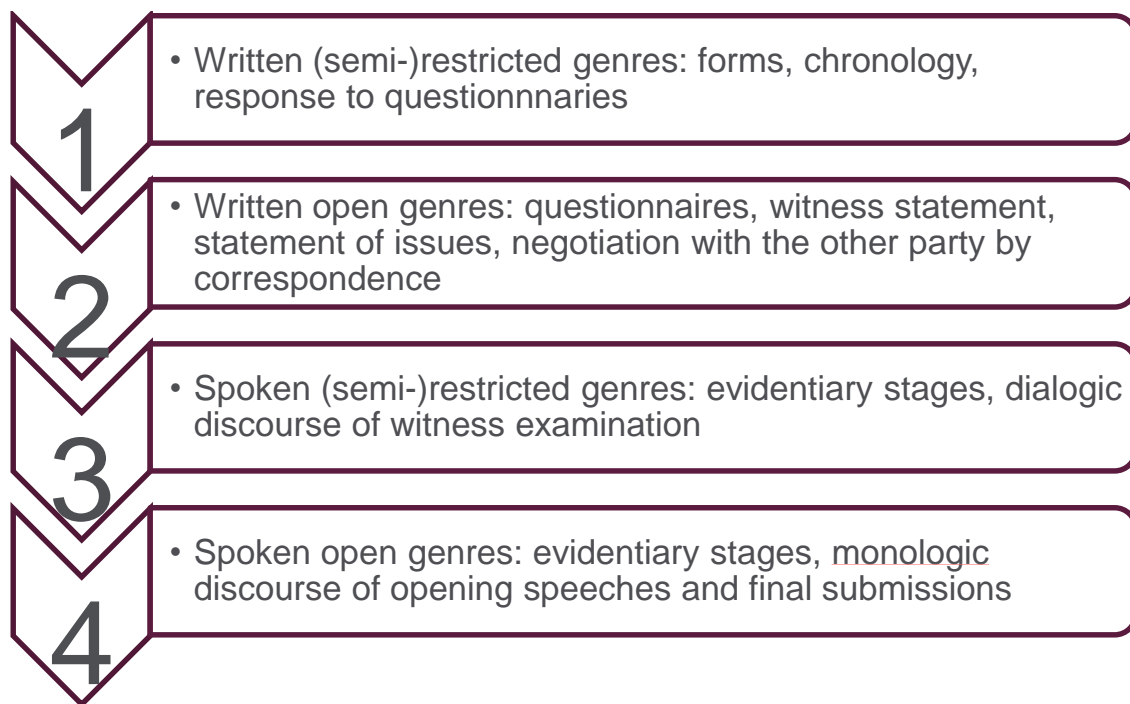 1
• Written (semi-)restricted genres: forms, chronology,
response to questionnnaries
2
• Written open genres: questionnaires, witness statement,
statement of issues, negotiation with the other party by
correspondence
3
• Spoken (semi-)restricted genres: evidentiary stages, dialogic
discourse of witness examination
4
• Spoken open genres: evidentiary stages, monologic
discourse of opening speeches and final submissions